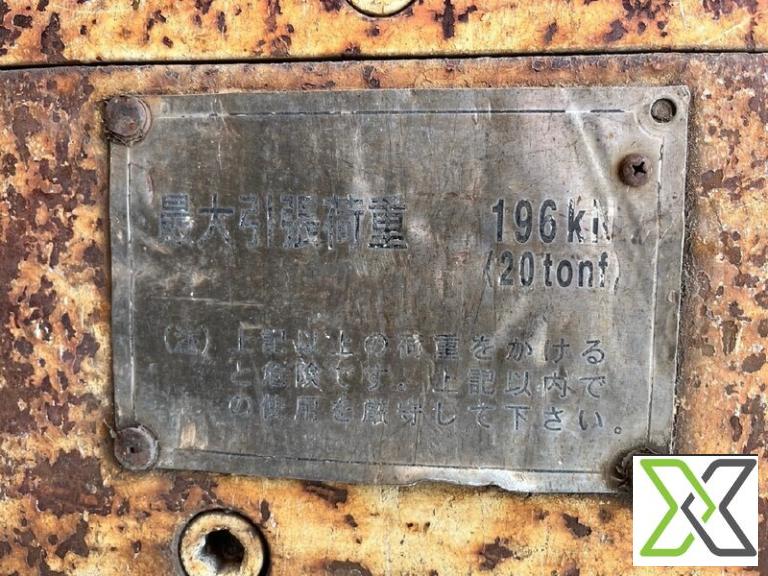 最大引張荷重 196kN
(20tonf)
(注) 上記以上の荷重をかける
と危険です。上記以内で
の使用を厳守して下さい。